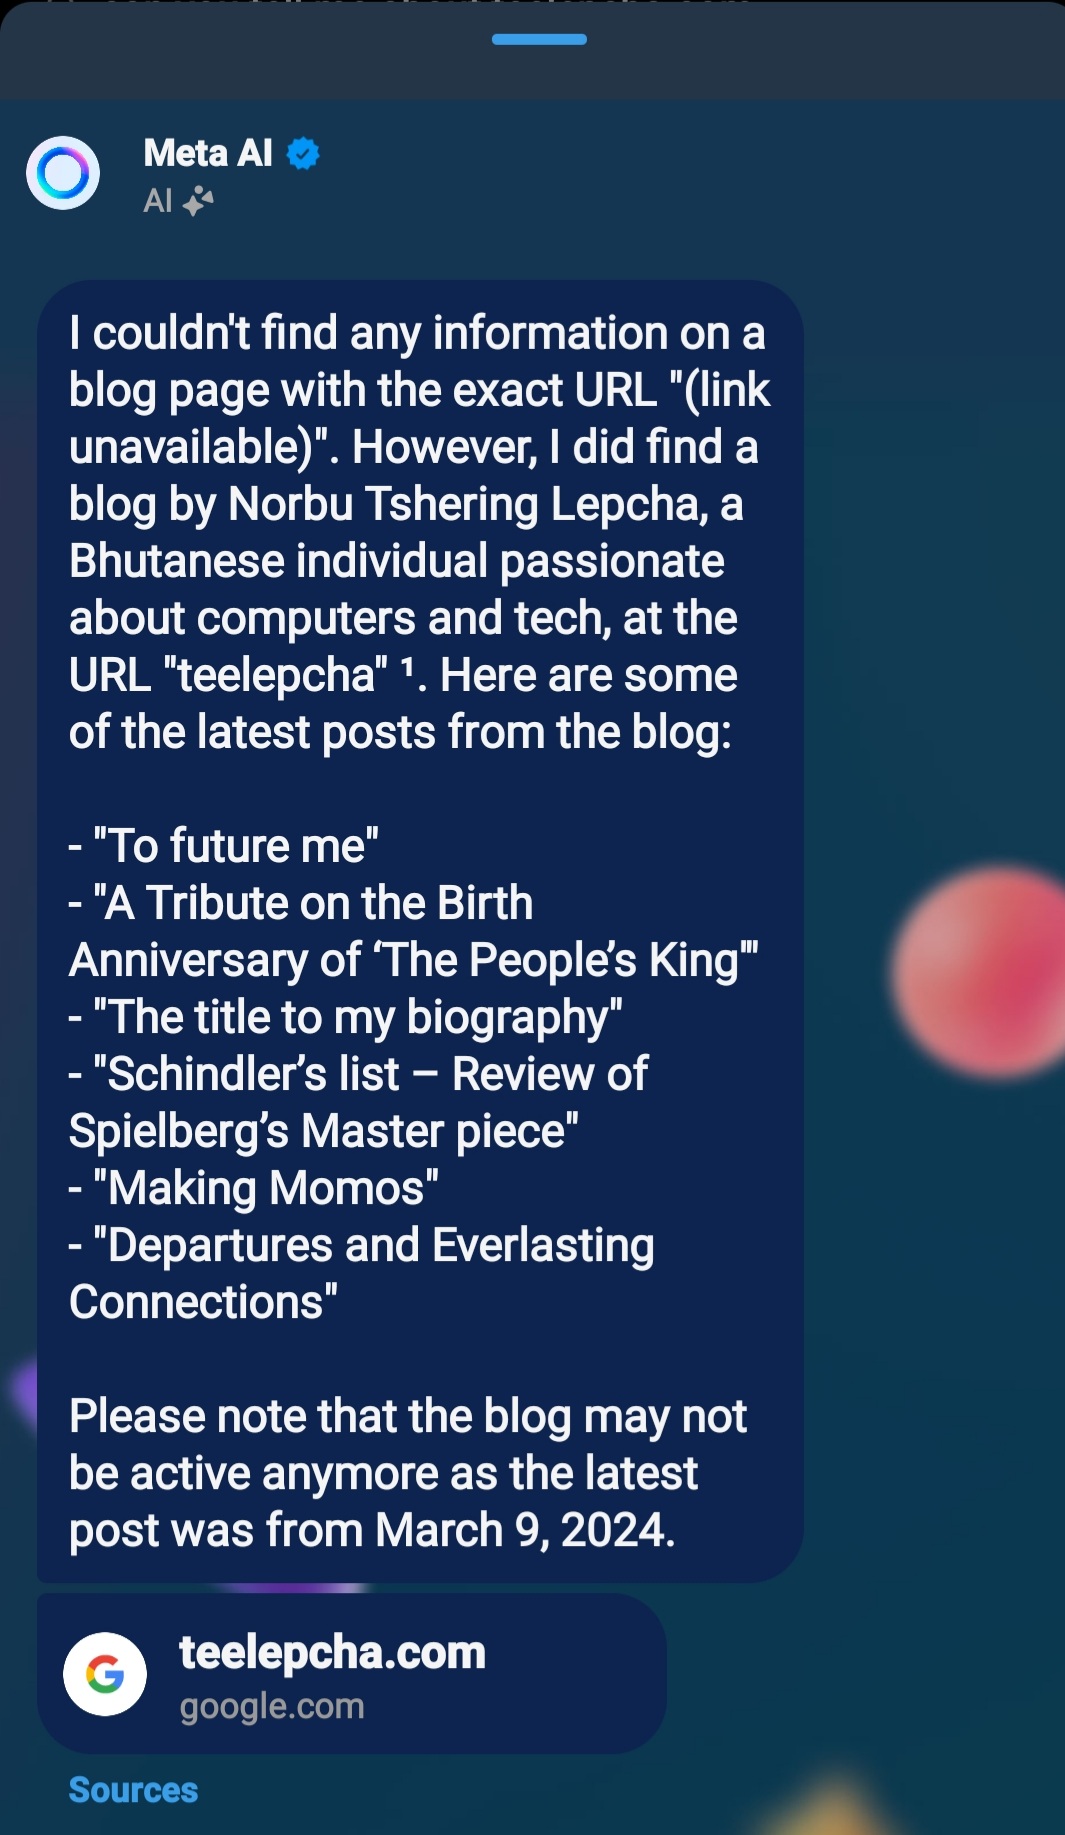 Meta AI
AI
I couldn't find any information on a
blog page with the exact URL "(link
unavailable)". However, I did find a
blog by Norbu Tshering Lepcha, a
Bhutanese individual passionate
about computers and tech, at the
URL "teelepcha" ¹. Here are some
of the latest posts from the blog:
- "To future me"
- "A Tribute on the Birth
Anniversary of ‘The People’s King'"
- "The title to my biography"
- "Schindler’s list – Review of
Spielberg’s Master piece"
- "Making Momos"
- "Departures and Everlasting
Connections"
Please note that the blog may not
be active anymore as the latest
post was from March 9, 2024.
teelepcha.com
google.com
Sources